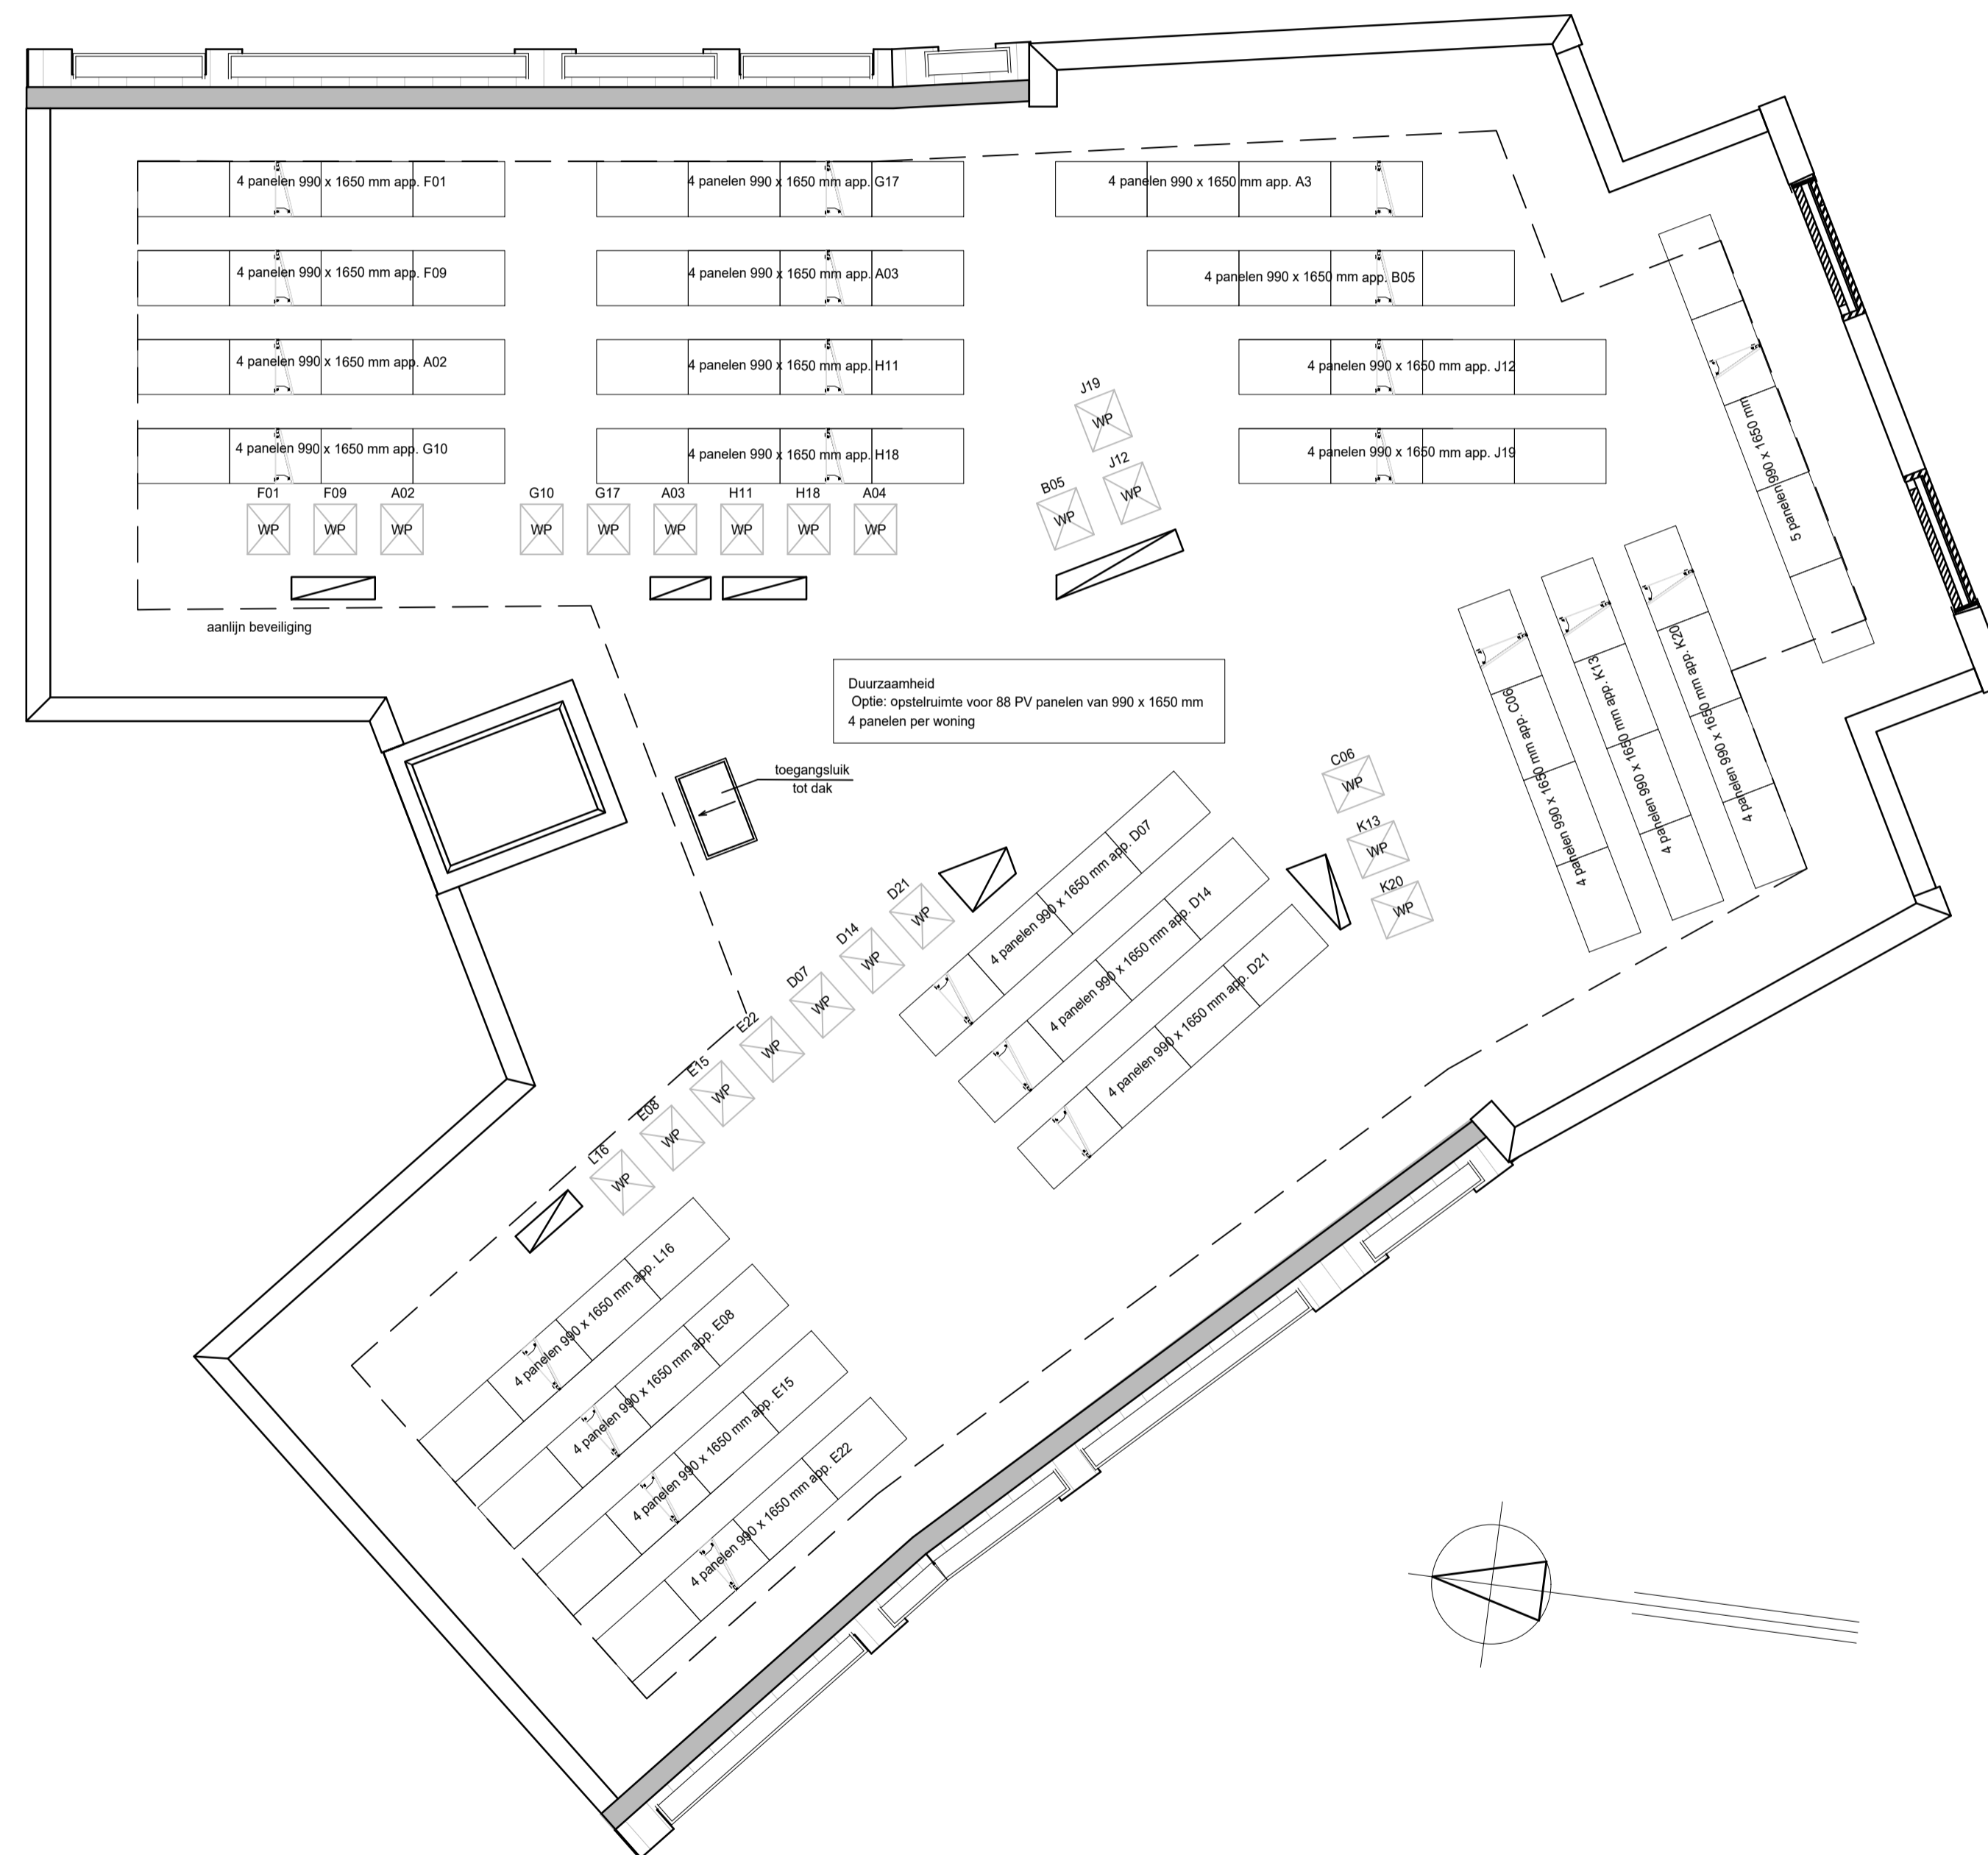 4 panelen 990 x 1650 mm app. F01
4 panelen 990 x 1650 mm app. G17
4 panelen 990 x 1650 mm app. A3
4 panelen 990 x 1650 mm app. F09
4 panelen 990 x 1650 mm app. A03
4 panelen 990 x 1650 mm app. B05
4 panelen 990 x 1650 mm app. A02
4 panelen 990 x 1650 mm app. H11
4 panelen 990 x 1650 mm app. J12
4 panelen 990 x 1650 mm app. G10
4 panelen 990 x 1650 mm app. H18
4 panelen 990 x 1650 mm app. J19
5 panelen 990 x 1650 mm
J19
WP
J12
WP
B05
WP
F01
WP
F09
WP
A02
WP
G10
WP
G17
WP
A03
WP
H11
WP
H18
WP
A04
WP
aanlijn beveiliging
Duurzaamheid
Optie: opstelruimte voor 88 PV panelen van 990 x 1650 mm
4 panelen per woning
toegangsluik
tot dak
4 panelen 990 x 1650 mm app. C06
4 panelen 990 x 1650 mm app. K13
4 panelen 990 x 1650 mm app. K20
C06
WP
K13
WP
K20
WP
4 panelen 990 x 1650 mm app. D07
4 panelen 990 x 1650 mm app. D14
4 panelen 990 x 1650 mm app. D21
D21
WP
D14
WP
D07
WP
E22
WP
E15
WP
E08
WP
L16
WP
4 panelen 990 x 1650 mm app. L16
4 panelen 990 x 1650 mm app. E08
4 panelen 990 x 1650 mm app. E15
4 panelen 990 x 1650 mm app. E22